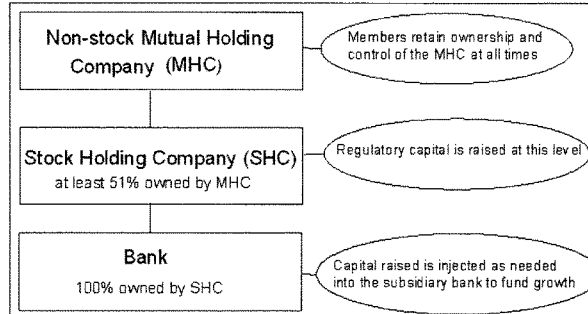 Non-stock Mutual Holding
Company (MHC)
Members retain ownership and
control of the MHC at all times
Stock Holding Company (SHC)
at least 51% owned by MHC
Regulatory capital is raised at this level
Bank
100% owned by SHC
Capital raised is injected as needed
into the subsidiary bank to fund growth